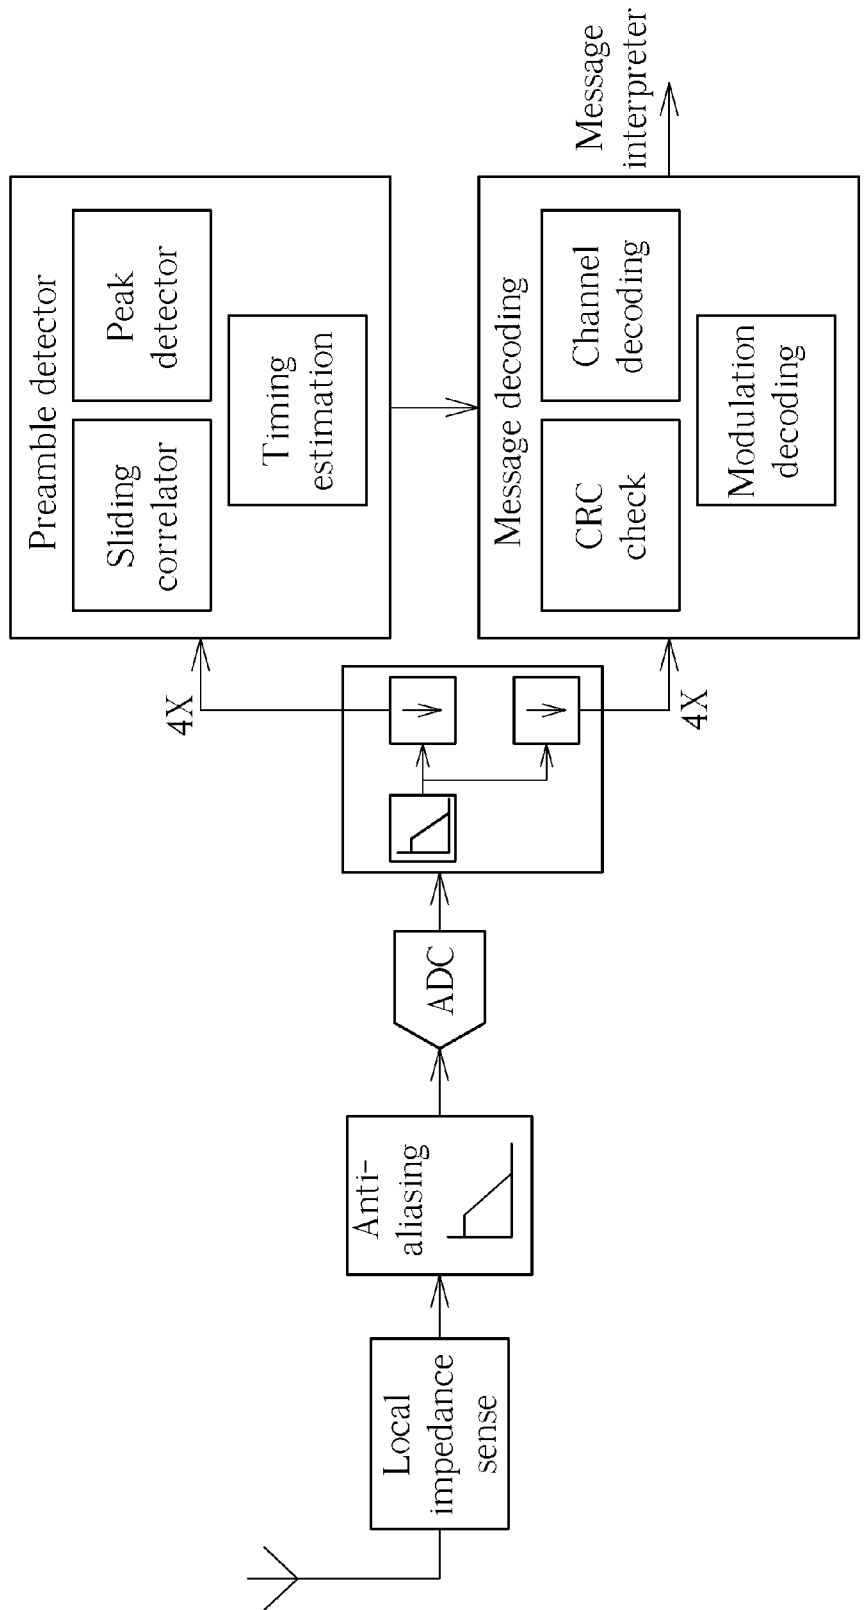 Local
impedance
sense
Anti-
aliasing
ADC
4X
4X
Preamble detector
Sliding
correlator
Peak
detector
Timing
estimation
Message decoding
CRC
check
Channel
decoding
Modulation
decoding
Message
interpreter